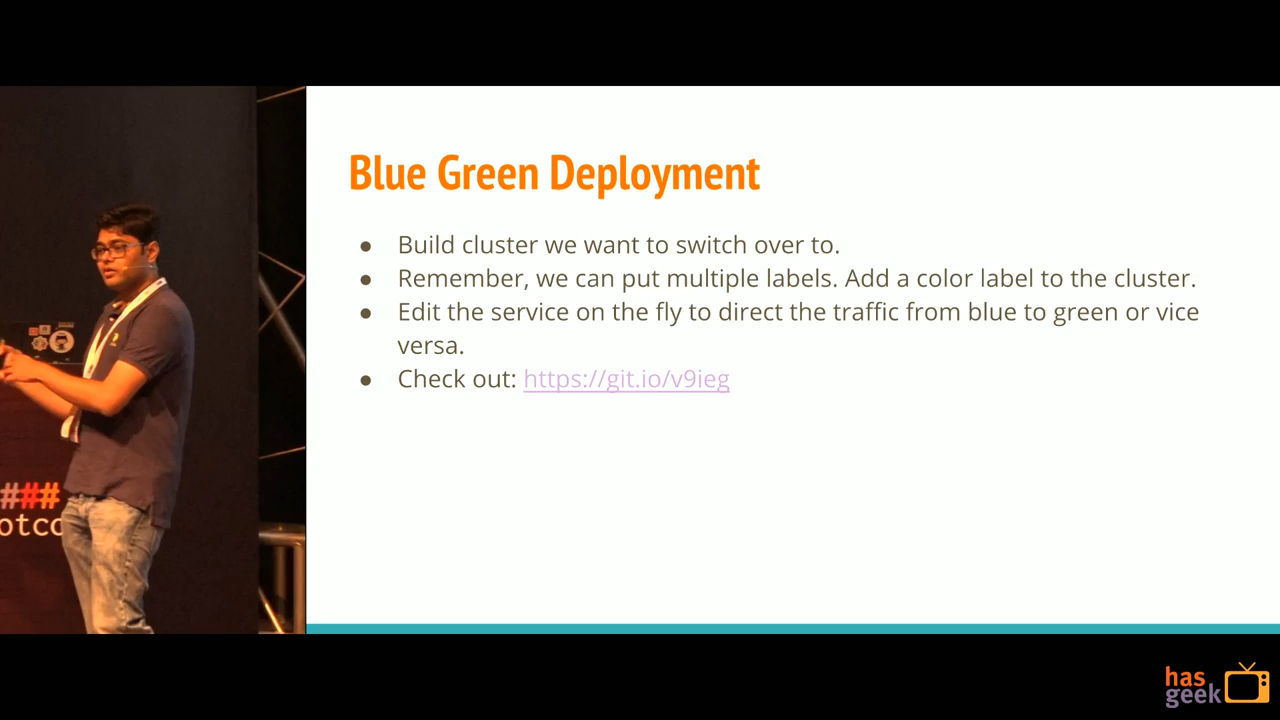 Blue Green Deployment
● Build cluster we want to switch over to.
● Remember, we can put multiple labels. Add a color label to the cluster.
● Edit the service on the fly to direct the traffic from blue to green or vice
versa.
● Check out: https://git.io/v9ieg
###
otco
has
geek